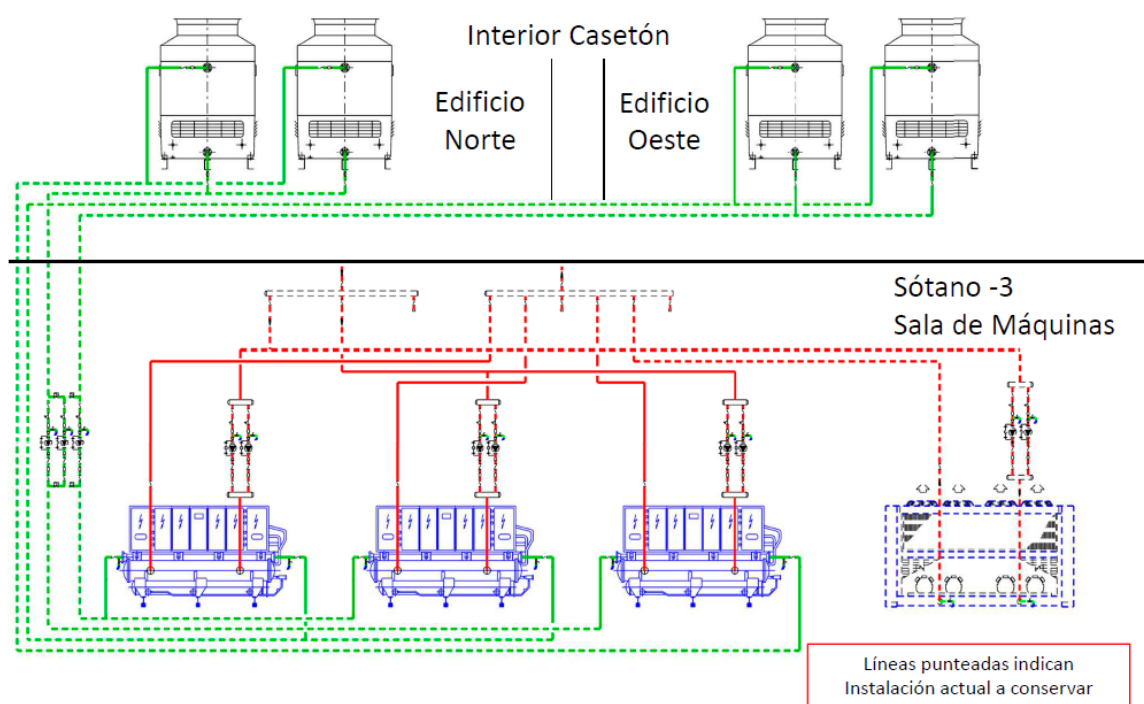 Interior Casetón
Edificio
Norte
Edificio
Oeste
Sótano -3
Sala de Máquinas
Líneas punteadas indican
Instalación actual a conservar